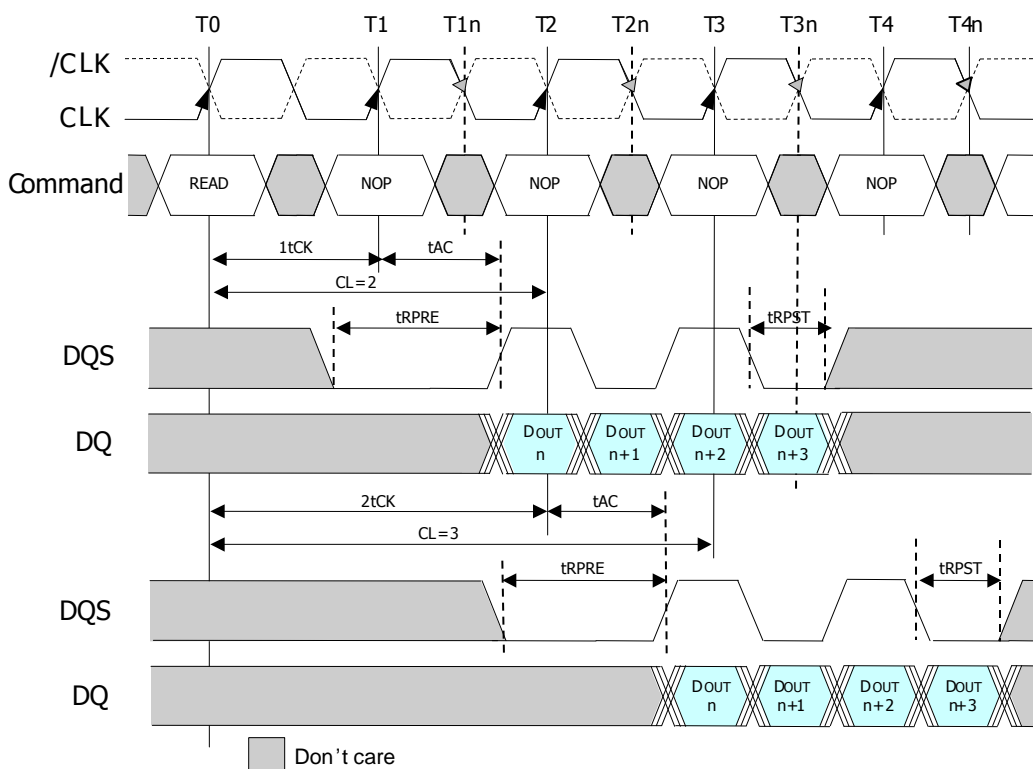 T0 T1 T1n T2 T2n T3 T3n T4 T4n
/CLK
CLK
Command READ NOP NOP NOP NOP
1tCK tAC
CL=2
tRPRE tRPST
DQS
DQ
DOUT n
DOUT n+1
DOUT n+2
DOUT n+3
2tCK tAC
CL=3
tRPRE tRPST
DQS
DQ
DOUT n
DOUT n+1
DOUT n+2
DOUT n+3
Don't care